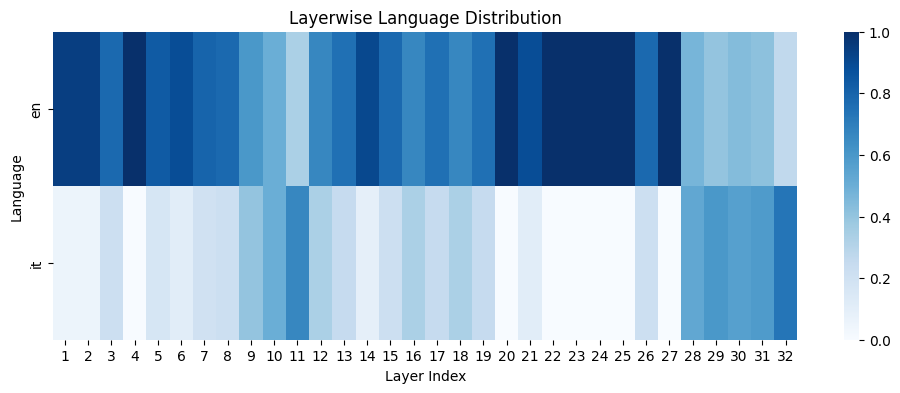 Layerwise Language Distribution
en
it
Language
1 2 3 4 5 6 7 8 9 10 11 12 13 14 15 16 17 18 19 20 21 22 23 24 25 26 27 28 29 30 31 32
Layer Index
1.0
0.8
0.6
0.4
0.2
0.0